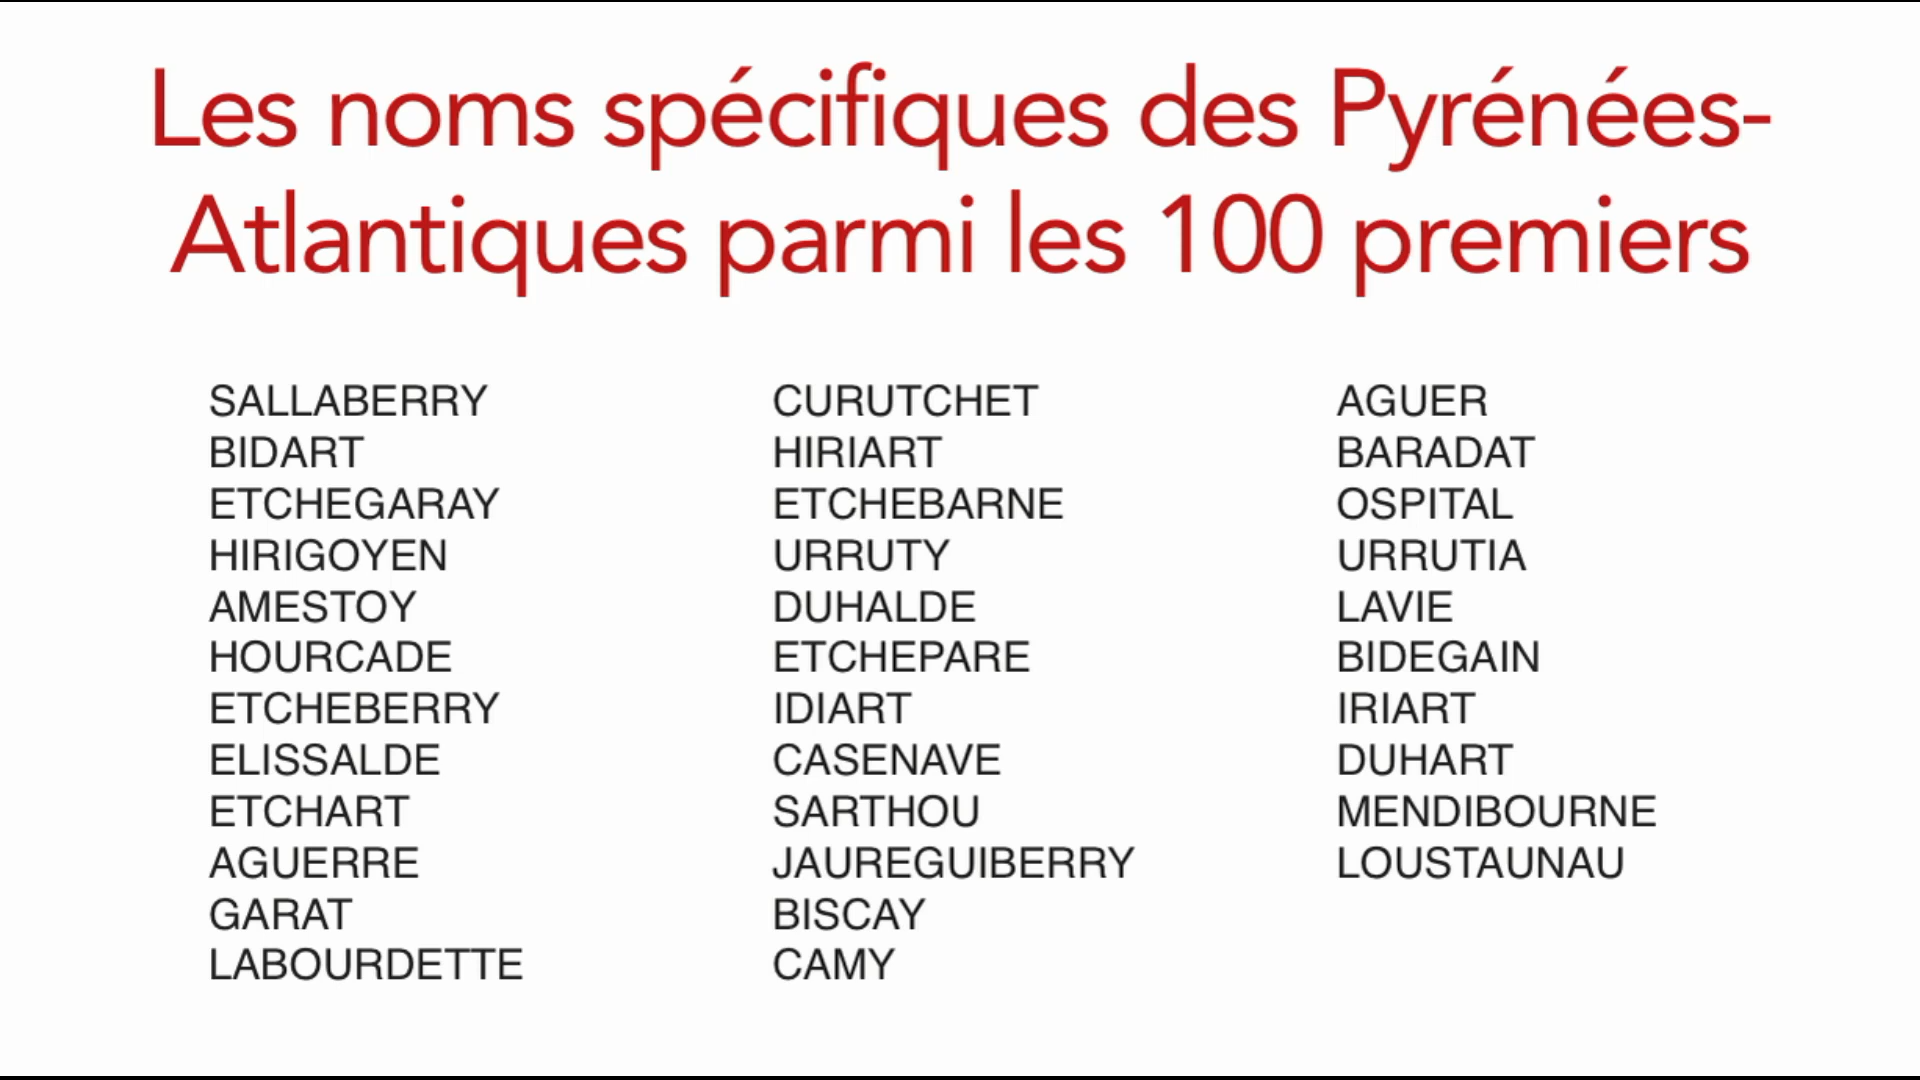 Les noms spécifiques des Pyrénées-
Atlantiques parmi les 100 premiers
SALLABERRY
BIDART
ETCHEGARAY
HIRIGOYEN
AMESTOY
HOURCADE
ETCHEBERRY
ELISSALDE
ETCHART
AGUERRE
GARAT
LABOURDETTE
CURUTCHET
HIRIART
ETCHEBARNE
URRUTY
DUHALDE
ETCHEPARE
IDIART
CASENAVE
SARTHOU
JAUREGUIBERRY
BISCAY
CAMY
AGUER
BARADAT
OSPITAL
URRUTIA
LAVIE
BIDEGAIN
IRIART
DUHART
MENDIBOURNE
LOUSTAUNAU